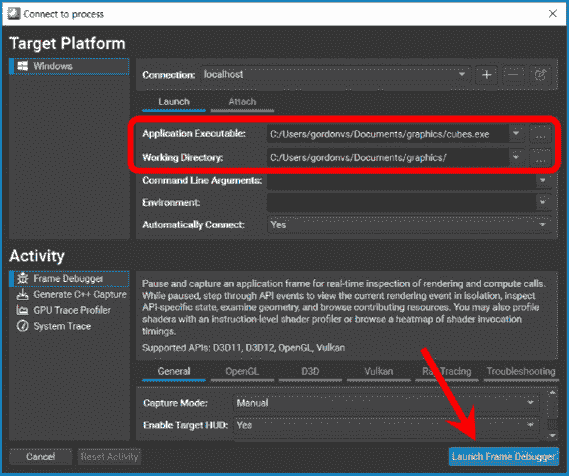 Connect to process
Target Platform
Windows
Connection: localhost
Launch Attach
Application Executable: C:/Users/gordonvs/Documents/graphics/cubes.exe ...
Working Directory: C:/Users/gordonvs/Documents/graphics/ ...
Command Line Arguments:
Environment:
Automatically Connect: Yes
Activity
Frame Debugger
Generate C++ Capture
GPU Trace Profiler
System Trace
Pause and capture an application frame for real-time inspection of rendering and compute calls.
While paused, step through API events to view the current rendering event in isolation, inspect
API-specific state, examine geometry, and browse contributing resources. You may also profile
shaders with an instruction-level shader profiler or browse a heatmap of shader invocation
timings.
Supported APIs: D3D11, D3D12, OpenGL, Vulkan
General OpenGL D3D Vulkan Tracing Troubleshooting
Capture Mode: Manual
Enable Target HUD: Yes
Cancel Reset Activity Launch Frame Debugger